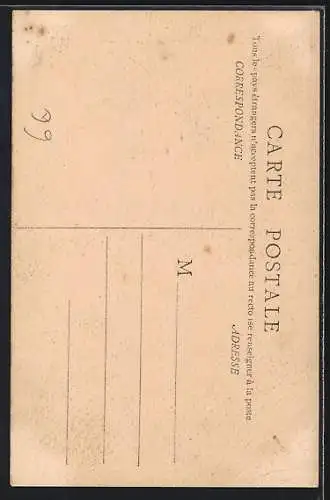 CARTE POSTALE
Tous les pays étrangers n'acceptent pas la correspondance au recto (se renseigner à la poste
CORRESPONDANCE
ADRESSE
M
99